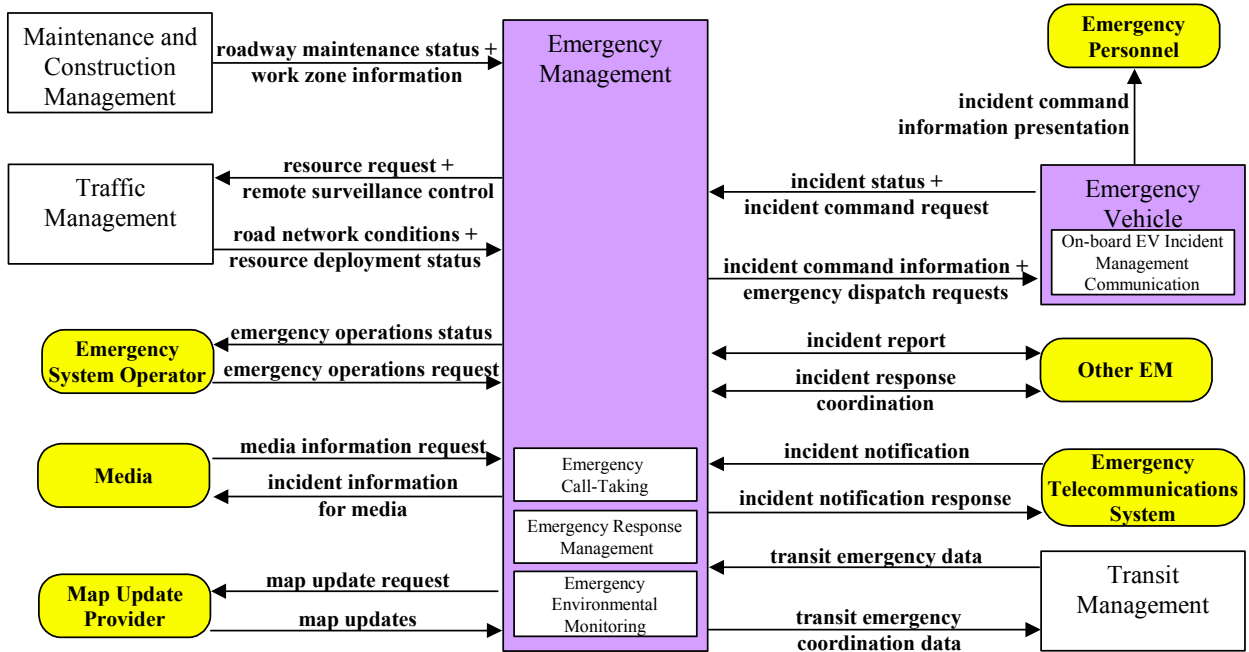 Maintenance and
Construction
Management
roadway maintenance status +
work zone information
Emergency
Management
Emergency
Personnel
incident command
information presentation
Traffic
Management
resource request +
remote surveillance control
road network conditions +
resource deployment status
incident status +
incident command request
incident command information +
emergency dispatch requests
Emergency
Vehicle
On-board EV Incident
Management
Communication
Emergency
System Operator
emergency operations status
emergency operations request
incident report
incident response
coordination
Other EM
Media
media information request
incident information
for media
Emergency
Call-Taking
incident notification
incident notification response
Emergency
Telecommunications
System
Emergency Response
Management
Map Update
Provider
map update request
map updates
Emergency
Environmental
Monitoring
transit emergency data
transit emergency
coordination data
Transit
Management